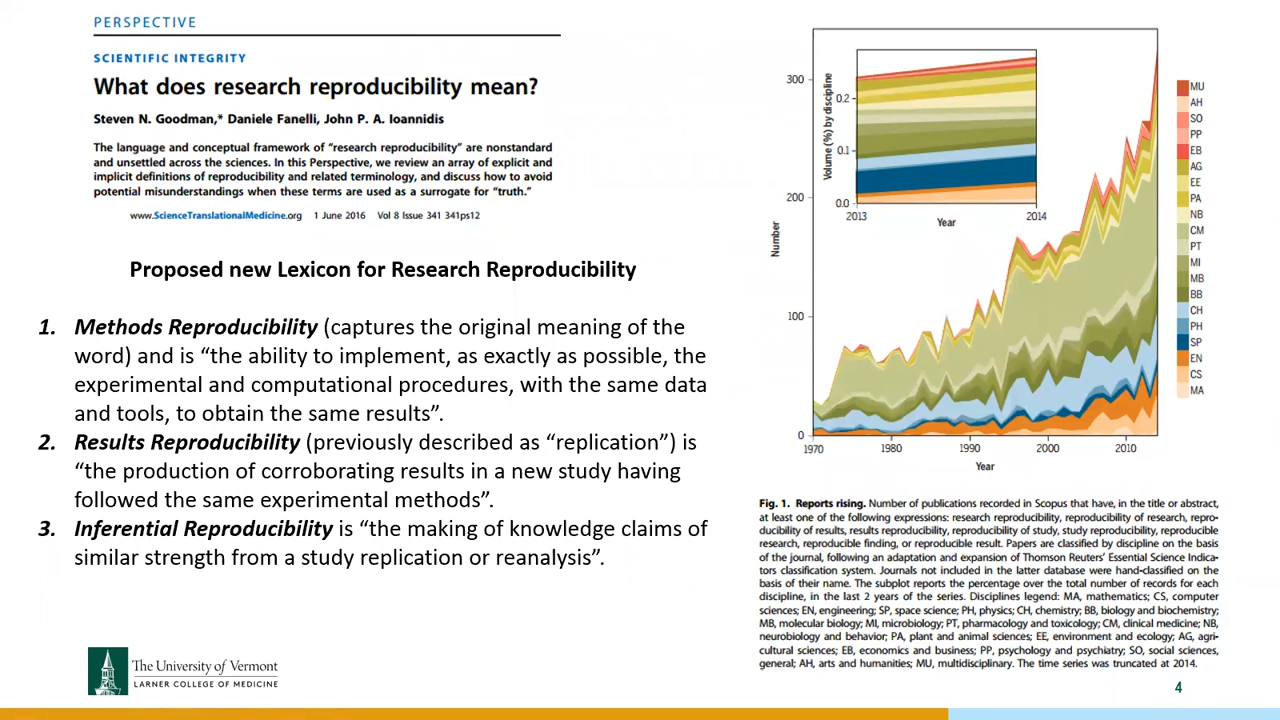 PERSPECTIVE
SCIENTIFIC INTEGRITY
What does research reproducibility mean?
Steven N. Goodman,* Daniele Fanelli, John P. A. Ioannidis
The language and conceptual framework of “research reproducibility” are nonstandard
and unsettled across the sciences. In this Perspective, we review an array of explicit and
implicit definitions of reproducibility and related terminology, and discuss how to avoid
potential misunderstandings when these terms are used as a surrogate for “truth.”
www.ScienceTranslationalMedicine.org 1 June 2016 Vol 8 Issue 341 341ps12
Proposed new Lexicon for Research Reproducibility
1. Methods Reproducibility (captures the original meaning of the
word) and is “the ability to implement, as exactly as possible, the
experimental and computational procedures, with the same data
and tools, to obtain the same results”.
2. Results Reproducibility (previously described as “replication”) is
“the production of corroborating results in a new study having
followed the same experimental methods”.
3. Inferential Reproducibility is “the making of knowledge claims of
similar strength from a study replication or reanalysis”.
The University of Vermont
LARNER COLLEGE OF MEDICINE
Number
300
200
100
0
1970 1980 1990 2000 2010
Year
Volume (%) by discipline
0.2
0.1
0.0
2013 2014
Year
MU
AH
SO
PP
EB
AG
EE
PA
NB
CM
PT
MI
MB
BB
CH
PH
SP
EN
CS
MA
Fig. 1. Reports rising. Number of publications recorded in Scopus that have, in the title or abstract,
at least one of the following expressions: research reproducibility, reproducibility of research, repro-
ducibility of results, results reproducibility, reproducibility of study, study reproducibility, reproducible
research, reproducible finding, or reproducible result. Papers are classified by discipline on the basis
of the journal, following an adaptation and expansion of Thomson Reuters’ Essential Science Indica-
tors classification system. Journals not included in the latter database were hand-classified on the
basis of their name. The subplot reports the percentage over the total number of records for each
discipline, in the last 2 years of the series. Disciplines legend: MA, mathematics; CS, computer
sciences; EN, engineering; SP, space science; PH, physics; CH, chemistry; BB, biology and biochemistry;
MB, molecular biology; MI, microbiology; PT, pharmacology and toxicology; CM, clinical medicine; NB,
neurobiology and behavior; PA, plant and animal sciences; EE, environment and ecology; AG, agri-
cultural sciences; EB, economics and business; PP, psychology and psychiatry; SO, social sciences,
general; AH, arts and humanities; MU, multidisciplinary. The time series was truncated at 2014.
4